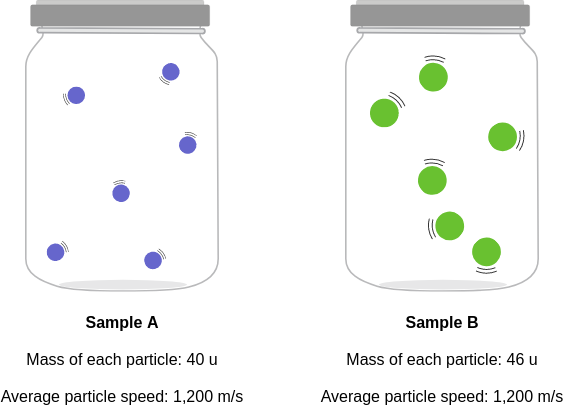 Sample A
Mass of each particle: 40 u
Average particle speed: 1,200 m/s
Sample B
Mass of each particle: 46 u
Average particle speed: 1,200 m/s